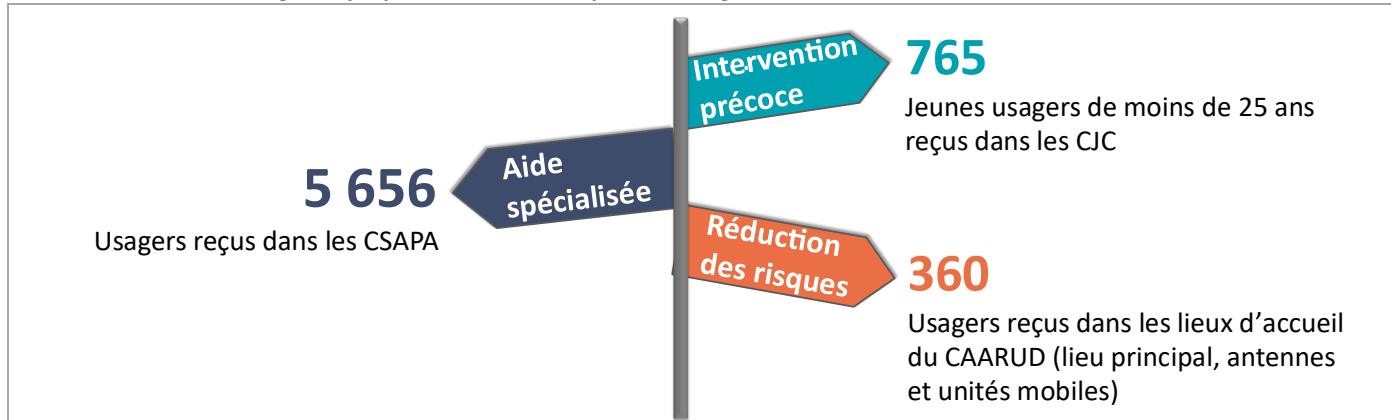 Intervention
précoce
765
Jeunes usagers de moins de 25 ans
reçus dans les CJC
Aide
spécialisée
5 656
Usagers reçus dans les CSAPA
Réduction
des risques
360
Usagers reçus dans les lieux d’accueil
du CAARUD (lieu principal, antennes
et unités mobiles)